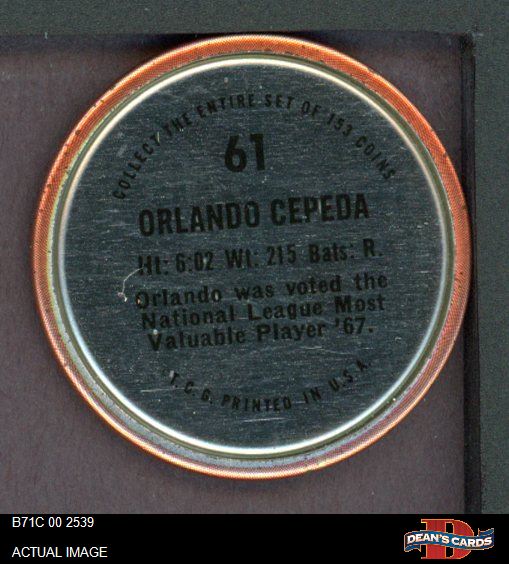 COLLECT THE ENTIRE SET OF 153 COINS
61
ORLANDO CEPEDA
Ht: 6:02 Wt: 215 Bats: R.
Orlando was voted the
National League Most
Valuable Player '67.
T.C.G. PRINTED IN U.S.A.
B71C 00 2539
ACTUAL IMAGE
D
DEAN'S CARDS